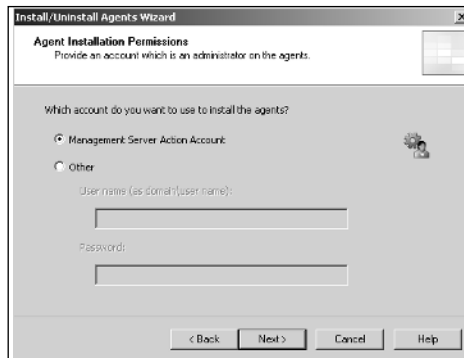 Install/Uninstall Agents Wizard
Agent Installation Permissions
Provide an account which is an administrator on the agents.
Which account do you want to use to install the agents?
Management Server Action Account
Other
User name (as domain\user name):
Password:
< Back
Next >
Cancel
Help